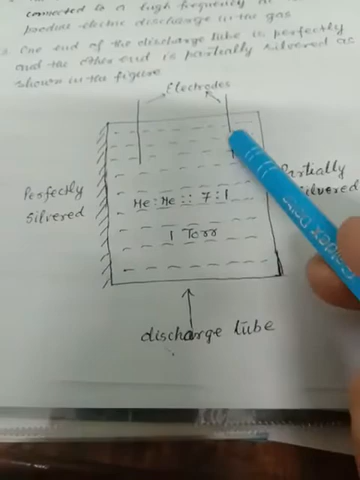 connected to a high frequency
produce electric discharge in the gas
One end of the discharge tube is perfectly
and the other end is partially silvered as
shown in the figure
Electrodes
Perfectly
silvered
Partially
silvered
He : Ne :: 7 : 1
1 Torr
discharge tube